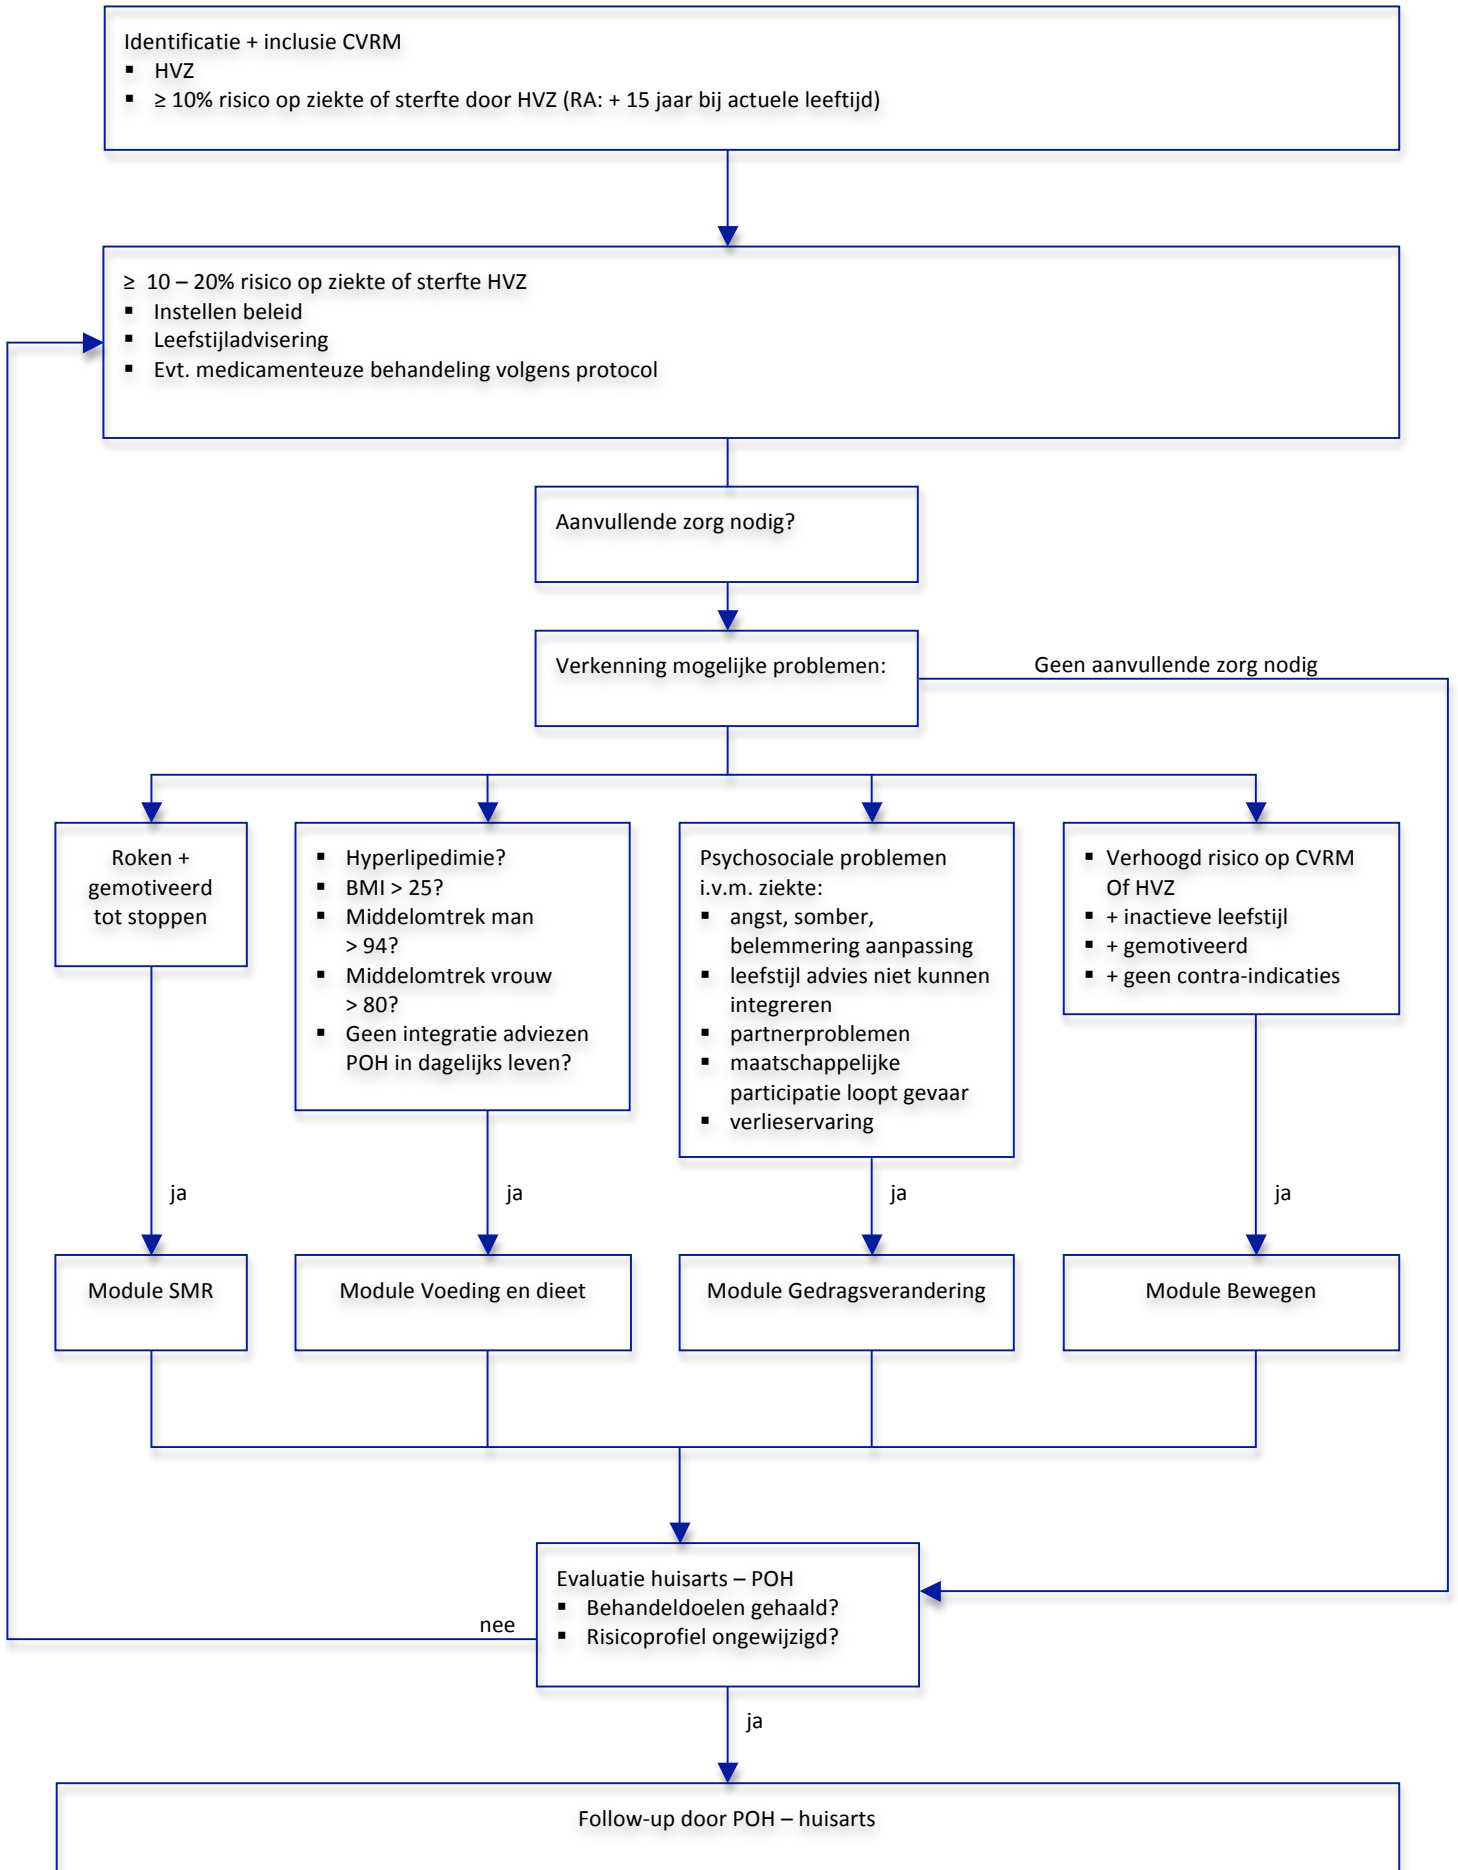 Identificatie + inclusie CVRM
▪ HVZ
▪ ≥ 10% risico op ziekte of sterfte door HVZ (RA: + 15 jaar bij actuele leeftijd)
≥ 10 – 20% risico op ziekte of sterfte HVZ
▪ Instellen beleid
▪ Leefstijladvisering
▪ Evt. medicamenteuze behandeling volgens protocol
Aanvullende zorg nodig?
Verkenning mogelijke problemen:
Geen aanvullende zorg nodig
Roken +
gemotiveerd
tot stoppen
▪ Hyperlipedimie?
▪ BMI > 25?
▪ Middelomtrek man
> 94?
▪ Middelomtrek vrouw
> 80?
▪ Geen integratie adviezen
POH in dagelijks leven?
Psychosociale problemen
i.v.m. ziekte:
▪ angst, somber,
belemmering aanpassing
▪ leefstijl advies niet kunnen
integreren
▪ partnerproblemen
▪ maatschappelijke
participatie loopt gevaar
▪ verlieservaring
▪ Verhoogd risico op CVRM
Of HVZ
▪ + inactieve leefstijl
▪ + gemotiveerd
▪ + geen contra-indicaties
ja
ja
ja
ja
Module SMR
Module Voeding en dieet
Module Gedragsverandering
Module Bewegen
Evaluatie huisarts – POH
▪ Behandeldoelen gehaald?
▪ Risicoprofiel ongewijzigd?
nee
ja
Follow-up door POH – huisarts